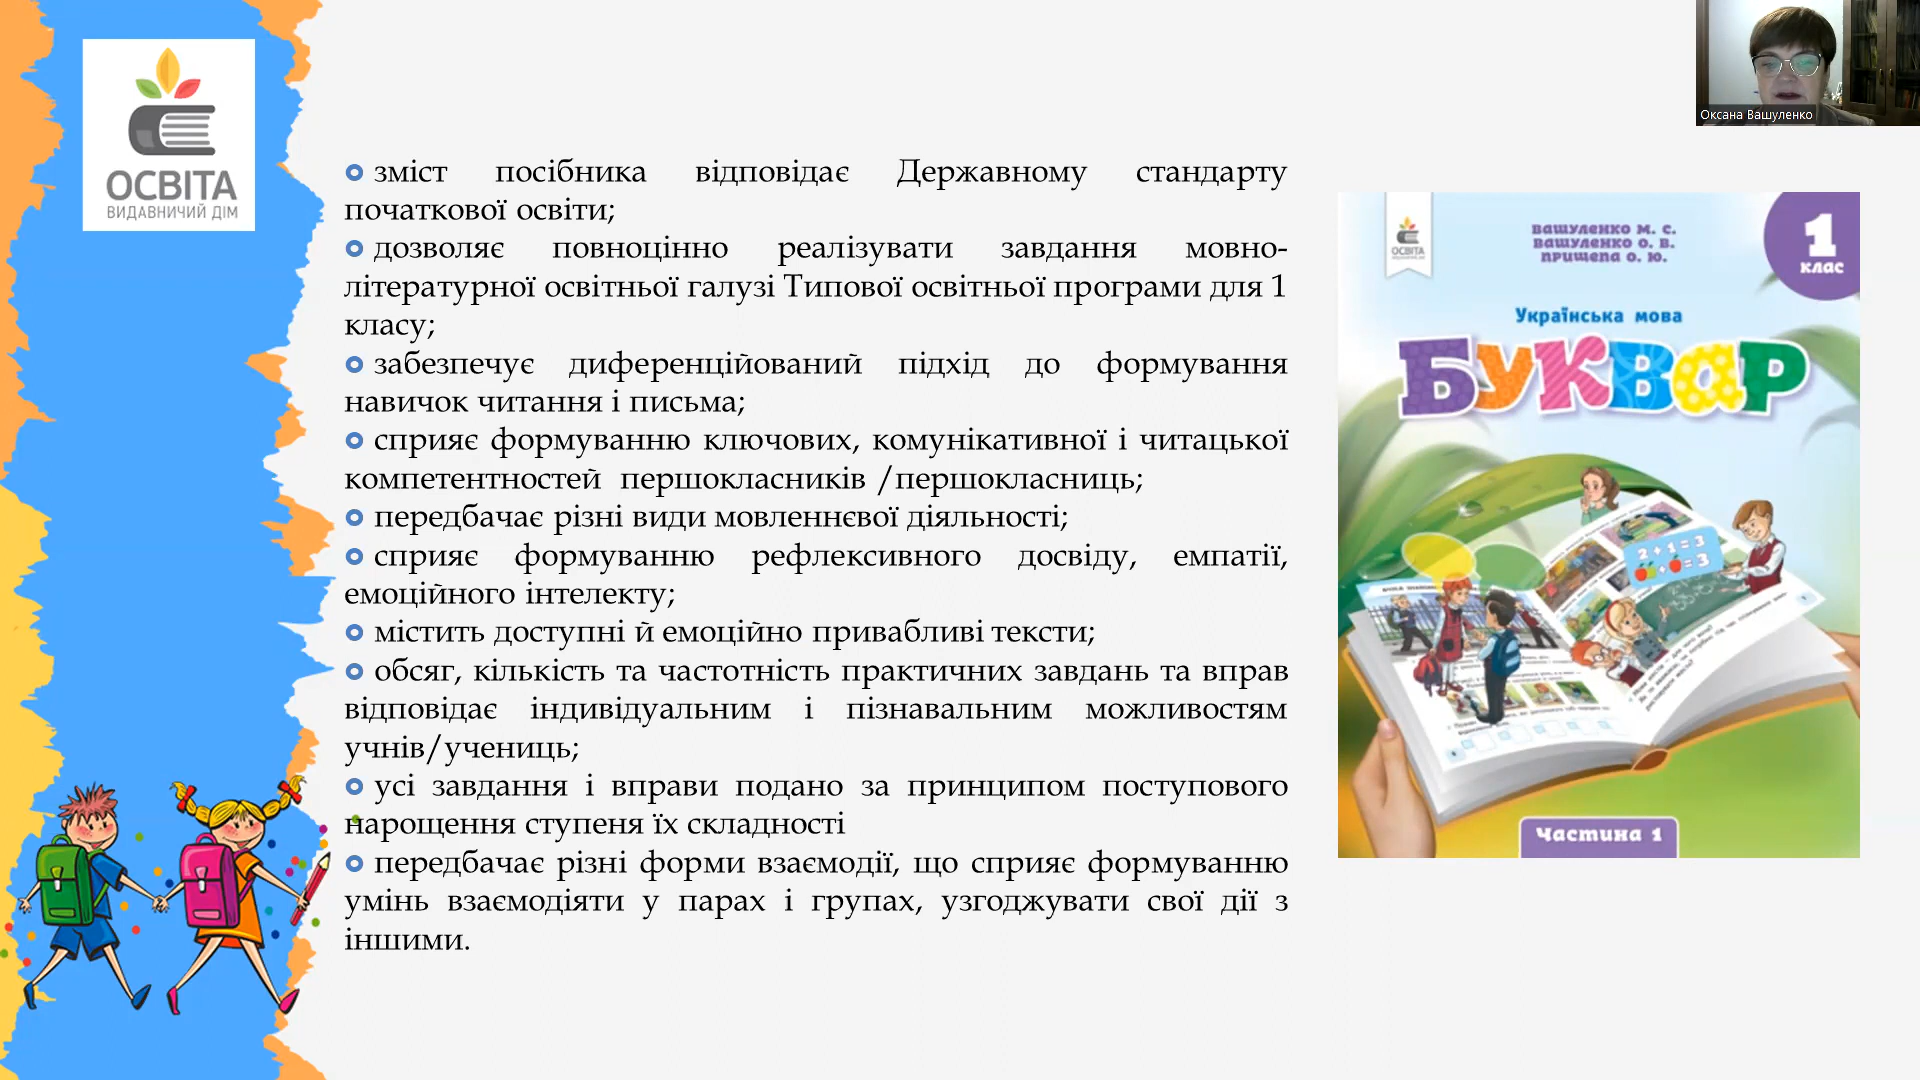 ОСВІТА
ВИДАВНИЧИЙ ДІМ
Оксана Вашуленко
зміст посібника відповідає Державному стандарту
початкової освіти;
дозволяє повноцінно реалізувати завдання мовно-
літературної освітньої галузі Типової освітньої програми для 1
класу;
забезпечує диференційований підхід до формування
навичок читання і письма;
сприяє формуванню ключових, комунікативної і читацької
компетентностей першокласників /першокласниць;
передбачає різні види мовленнєвої діяльності;
сприяє формуванню рефлексивного досвіду, емпатії,
емоційного інтелекту;
містить доступні й емоційно привабливі тексти;
обсяг, кількість та частотність практичних завдань та вправ
відповідає індивідуальним і пізнавальним можливостям
учнів/учениць;
усі завдання і вправи подано за принципом поступового
нарощення ступеня їх складності
передбачає різні форми взаємодії, що сприяє формуванню
умінь взаємодіяти у парах і групах, узгоджувати свої дії з
іншими.
ОСВІТА
ВАШУЛЕНКО М. С.
ВАШУЛЕНКО О. В.
ПРИЩЕПА О. Ю.
1
клас
Українська мова
БУКВАР
2 + 1 = 3
+ = 3
Частина 1